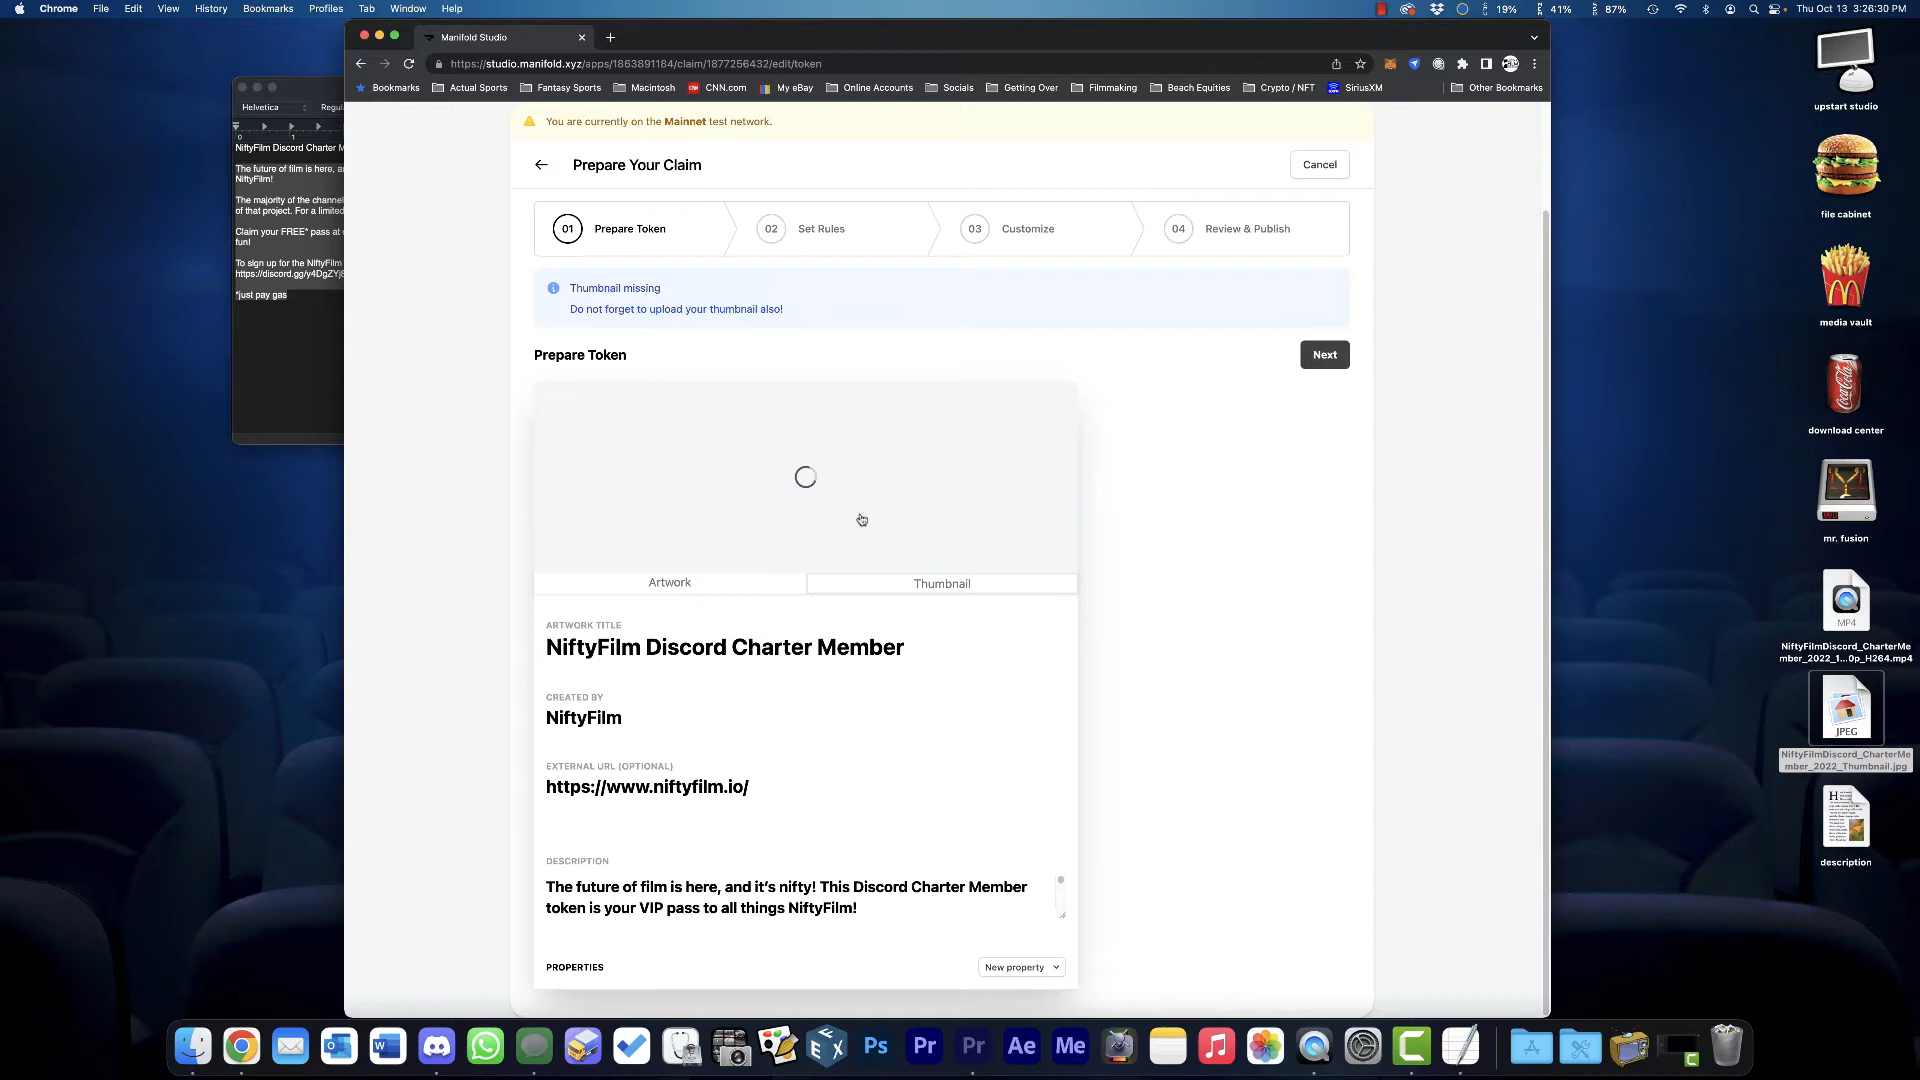 Chrome File Edit View History Bookmarks Profiles Tab Window Help
19% 41% 87% Thu Oct 13 3:26:30 PM
Manifold Studio
https://studio.manifold.xyz/apps/1863891184/claim/1877256432/edit/token
Bookmarks Actual Sports Fantasy Sports Macintosh CNN.com My eBay Online Accounts Socials Getting Over Filmmaking Beach Equities Crypto / NFT SiriusXM Other Bookmarks
Helvetica Regul
0 1
NiftyFilm Discord Charter M
The future of film is here, an
NiftyFilm!
The majority of the channel
of that project. For a limited
Claim your FREE* pass at
fun!
To sign up for the NiftyFilm
https://discord.gg/y4DgZYj8
*just pay gas
You are currently on the Mainnet test network.
Prepare Your Claim
Cancel
01 Prepare Token
02 Set Rules
03 Customize
04 Review & Publish
Thumbnail missing
Do not forget to upload your thumbnail also!
Prepare Token
Next
Artwork
Thumbnail
ARTWORK TITLE
NiftyFilm Discord Charter Member
CREATED BY
NiftyFilm
EXTERNAL URL (OPTIONAL)
https://www.niftyfilm.io/
DESCRIPTION
The future of film is here, and it’s nifty! This Discord Charter Member
token is your VIP pass to all things NiftyFilm!
PROPERTIES
New property
upstart studio
file cabinet
media vault
download center
mr. fusion
MP4
NiftyFilmDiscord_CharterMe
mber_2022_1...0p_H264.mp4
JPEG
NiftyFilmDiscord_CharterMe
mber_2022_Thumbnail.jpg
description
W
EX
Ps
Pr
Pr
Ae
Me